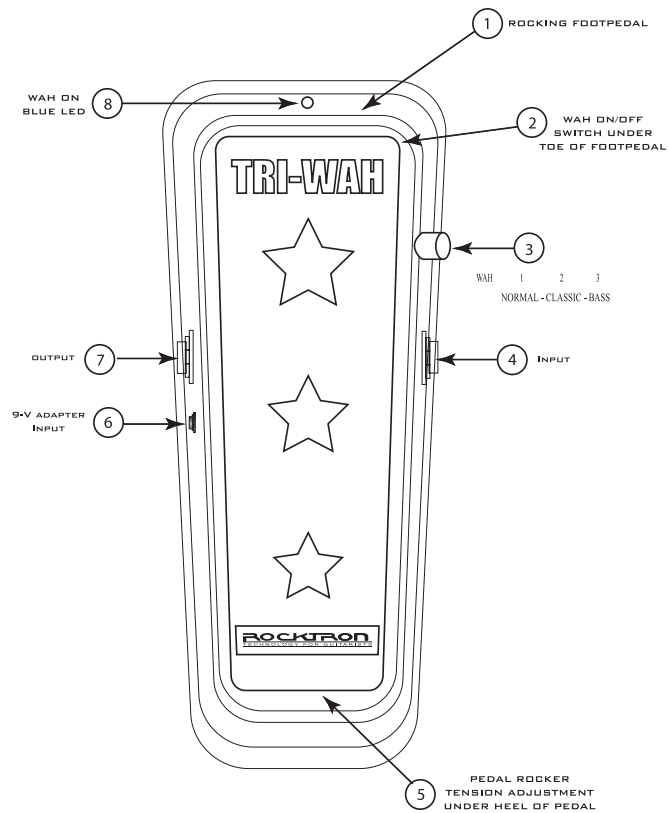 1 ROCKING FOOTPEDAL
WAH ON
BLUE LED
8
2
WAH ON/OFF
SWITCH UNDER
TOE OF FOOTPEDAL
TRI-WAH
3
WAH 1 2 3
NORMAL - CLASSIC - BASS
OUTPUT 7
4 INPUT
9-V ADAPTER
INPUT
6
ROCKTRON
TECHNOLOGY FOR GUITARISTS
5
PEDAL ROCKER
TENSION ADJUSTMENT
UNDER HEEL OF PEDAL